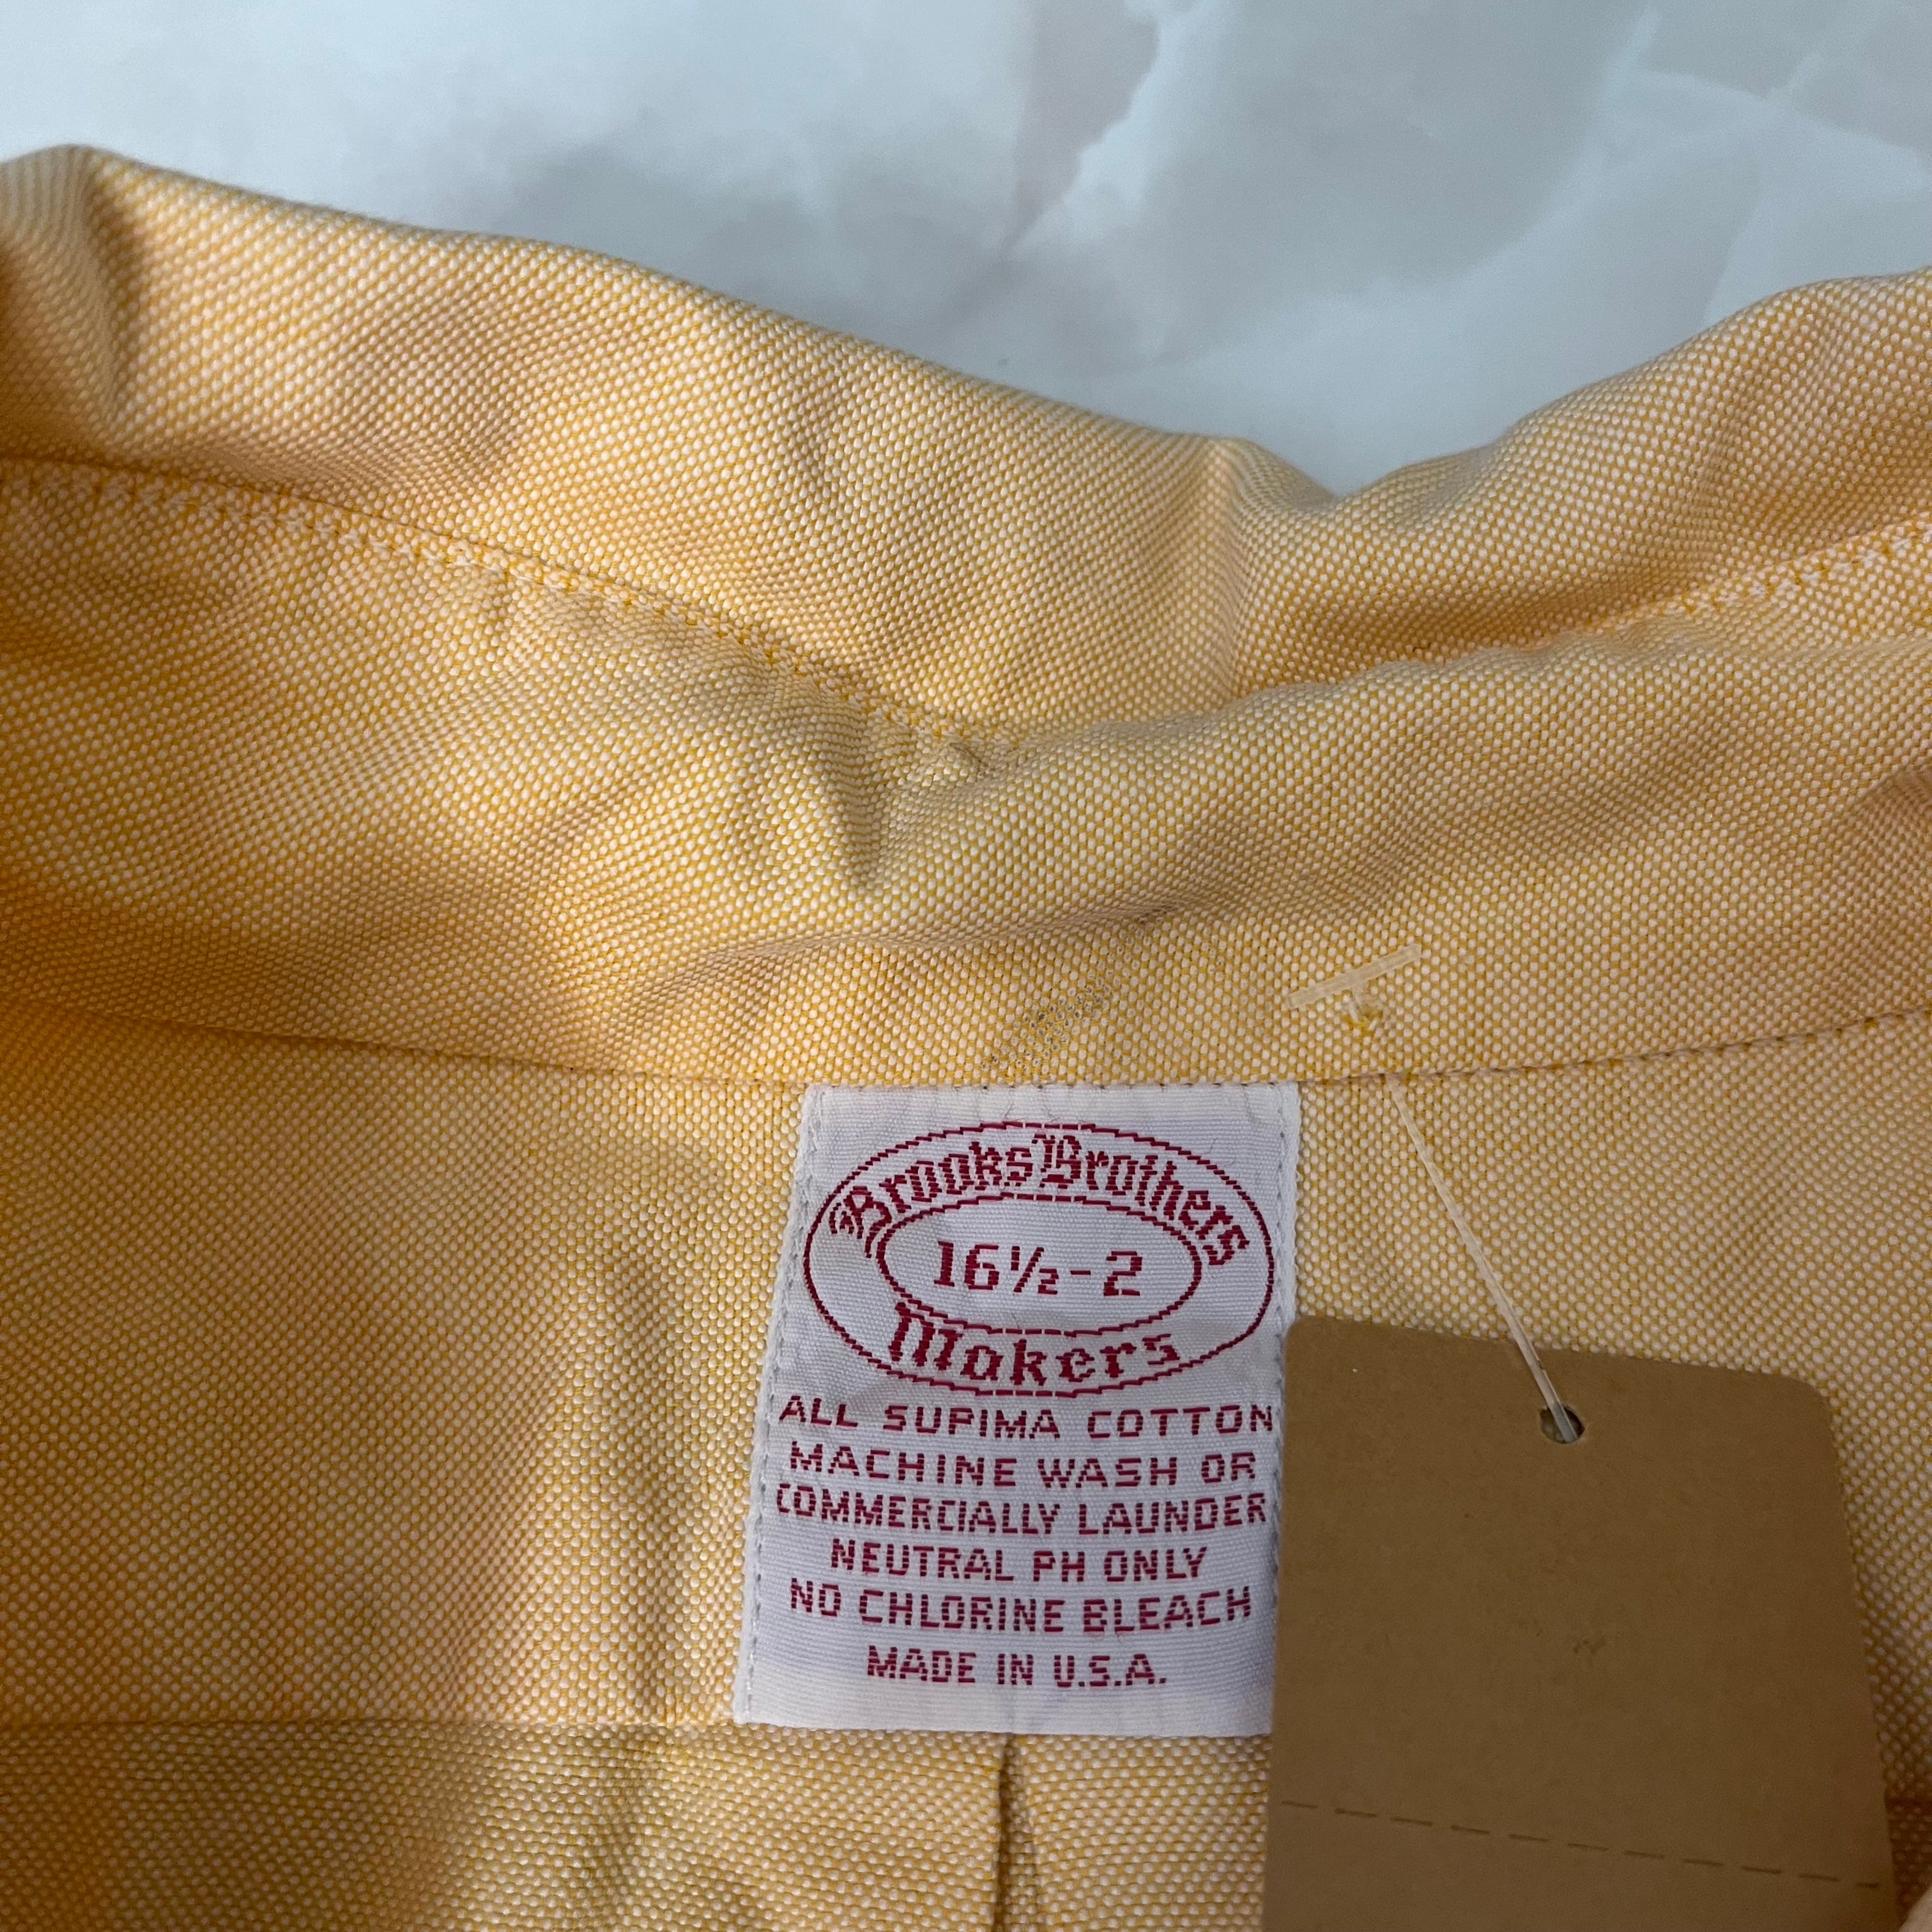 Brooks Brothers
16½-2
Makers
ALL SUPIMA COTTON
MACHINE WASH OR
COMMERCIALLY LAUNDER
NEUTRAL PH ONLY
NO CHLORINE BLEACH
MADE IN U.S.A.